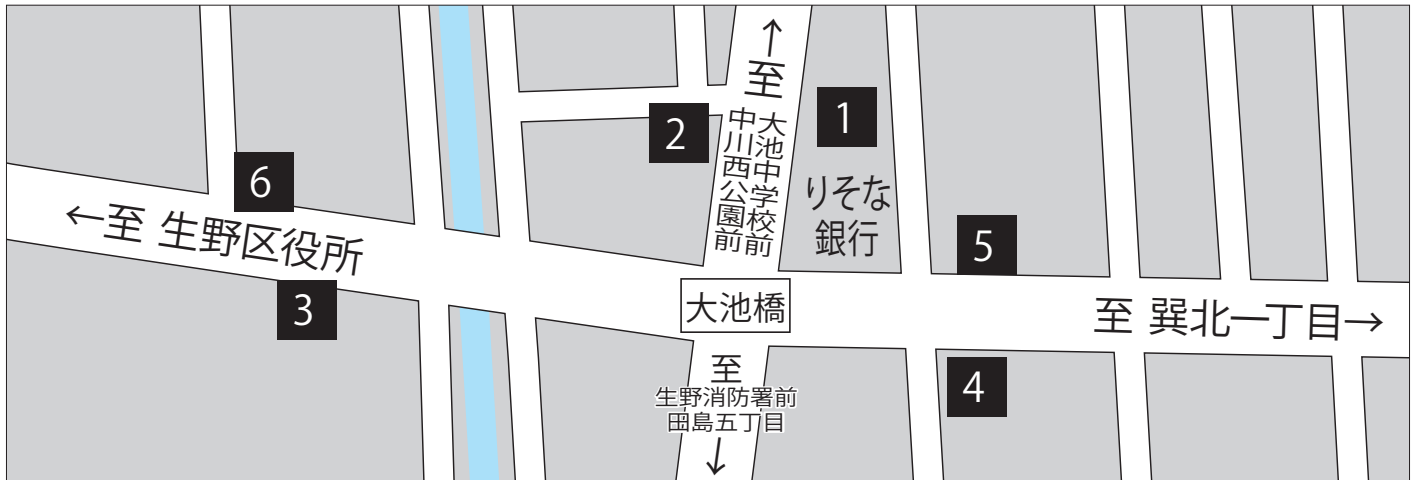 ↑
至
大池中学校前
中川西公園前
1
りそな
銀行
2
6
←至 生野区役所
3
5
大池橋
至 巽北一丁目→
至
生野消防署前
田島五丁目
↓
4